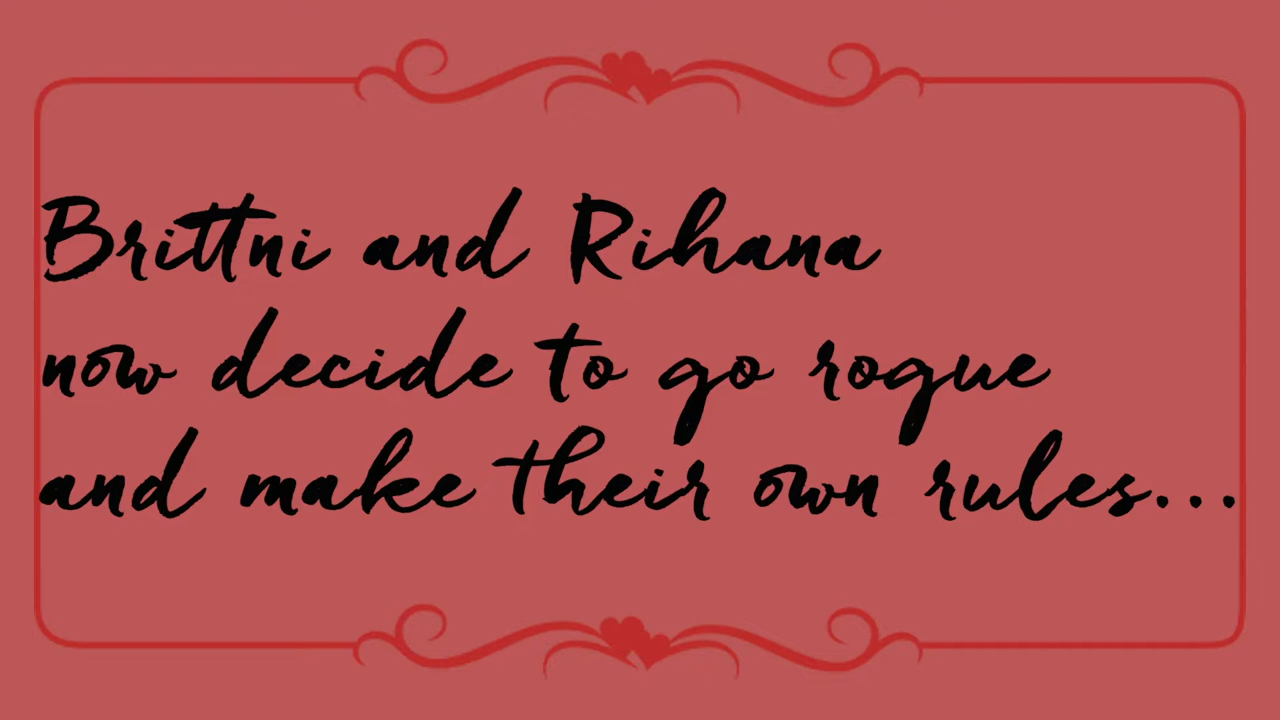 Brittni and Rihana
now decide to go rogue
and make their own rules...